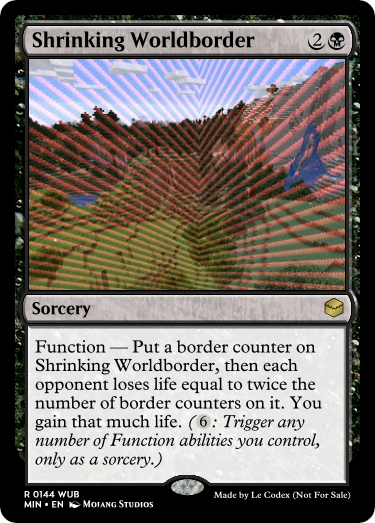 Shrinking Worldborder 2
Sorcery
Function — Put a border counter on
Shrinking Worldborder, then each
opponent loses life equal to twice the
number of border counters on it. You
gain that much life. (6: Trigger any
number of Function abilities you control,
only as a sorcery.)
R 0144 WUB
MIN • EN Mojang Studios
Made by Le Codex (Not For Sale)